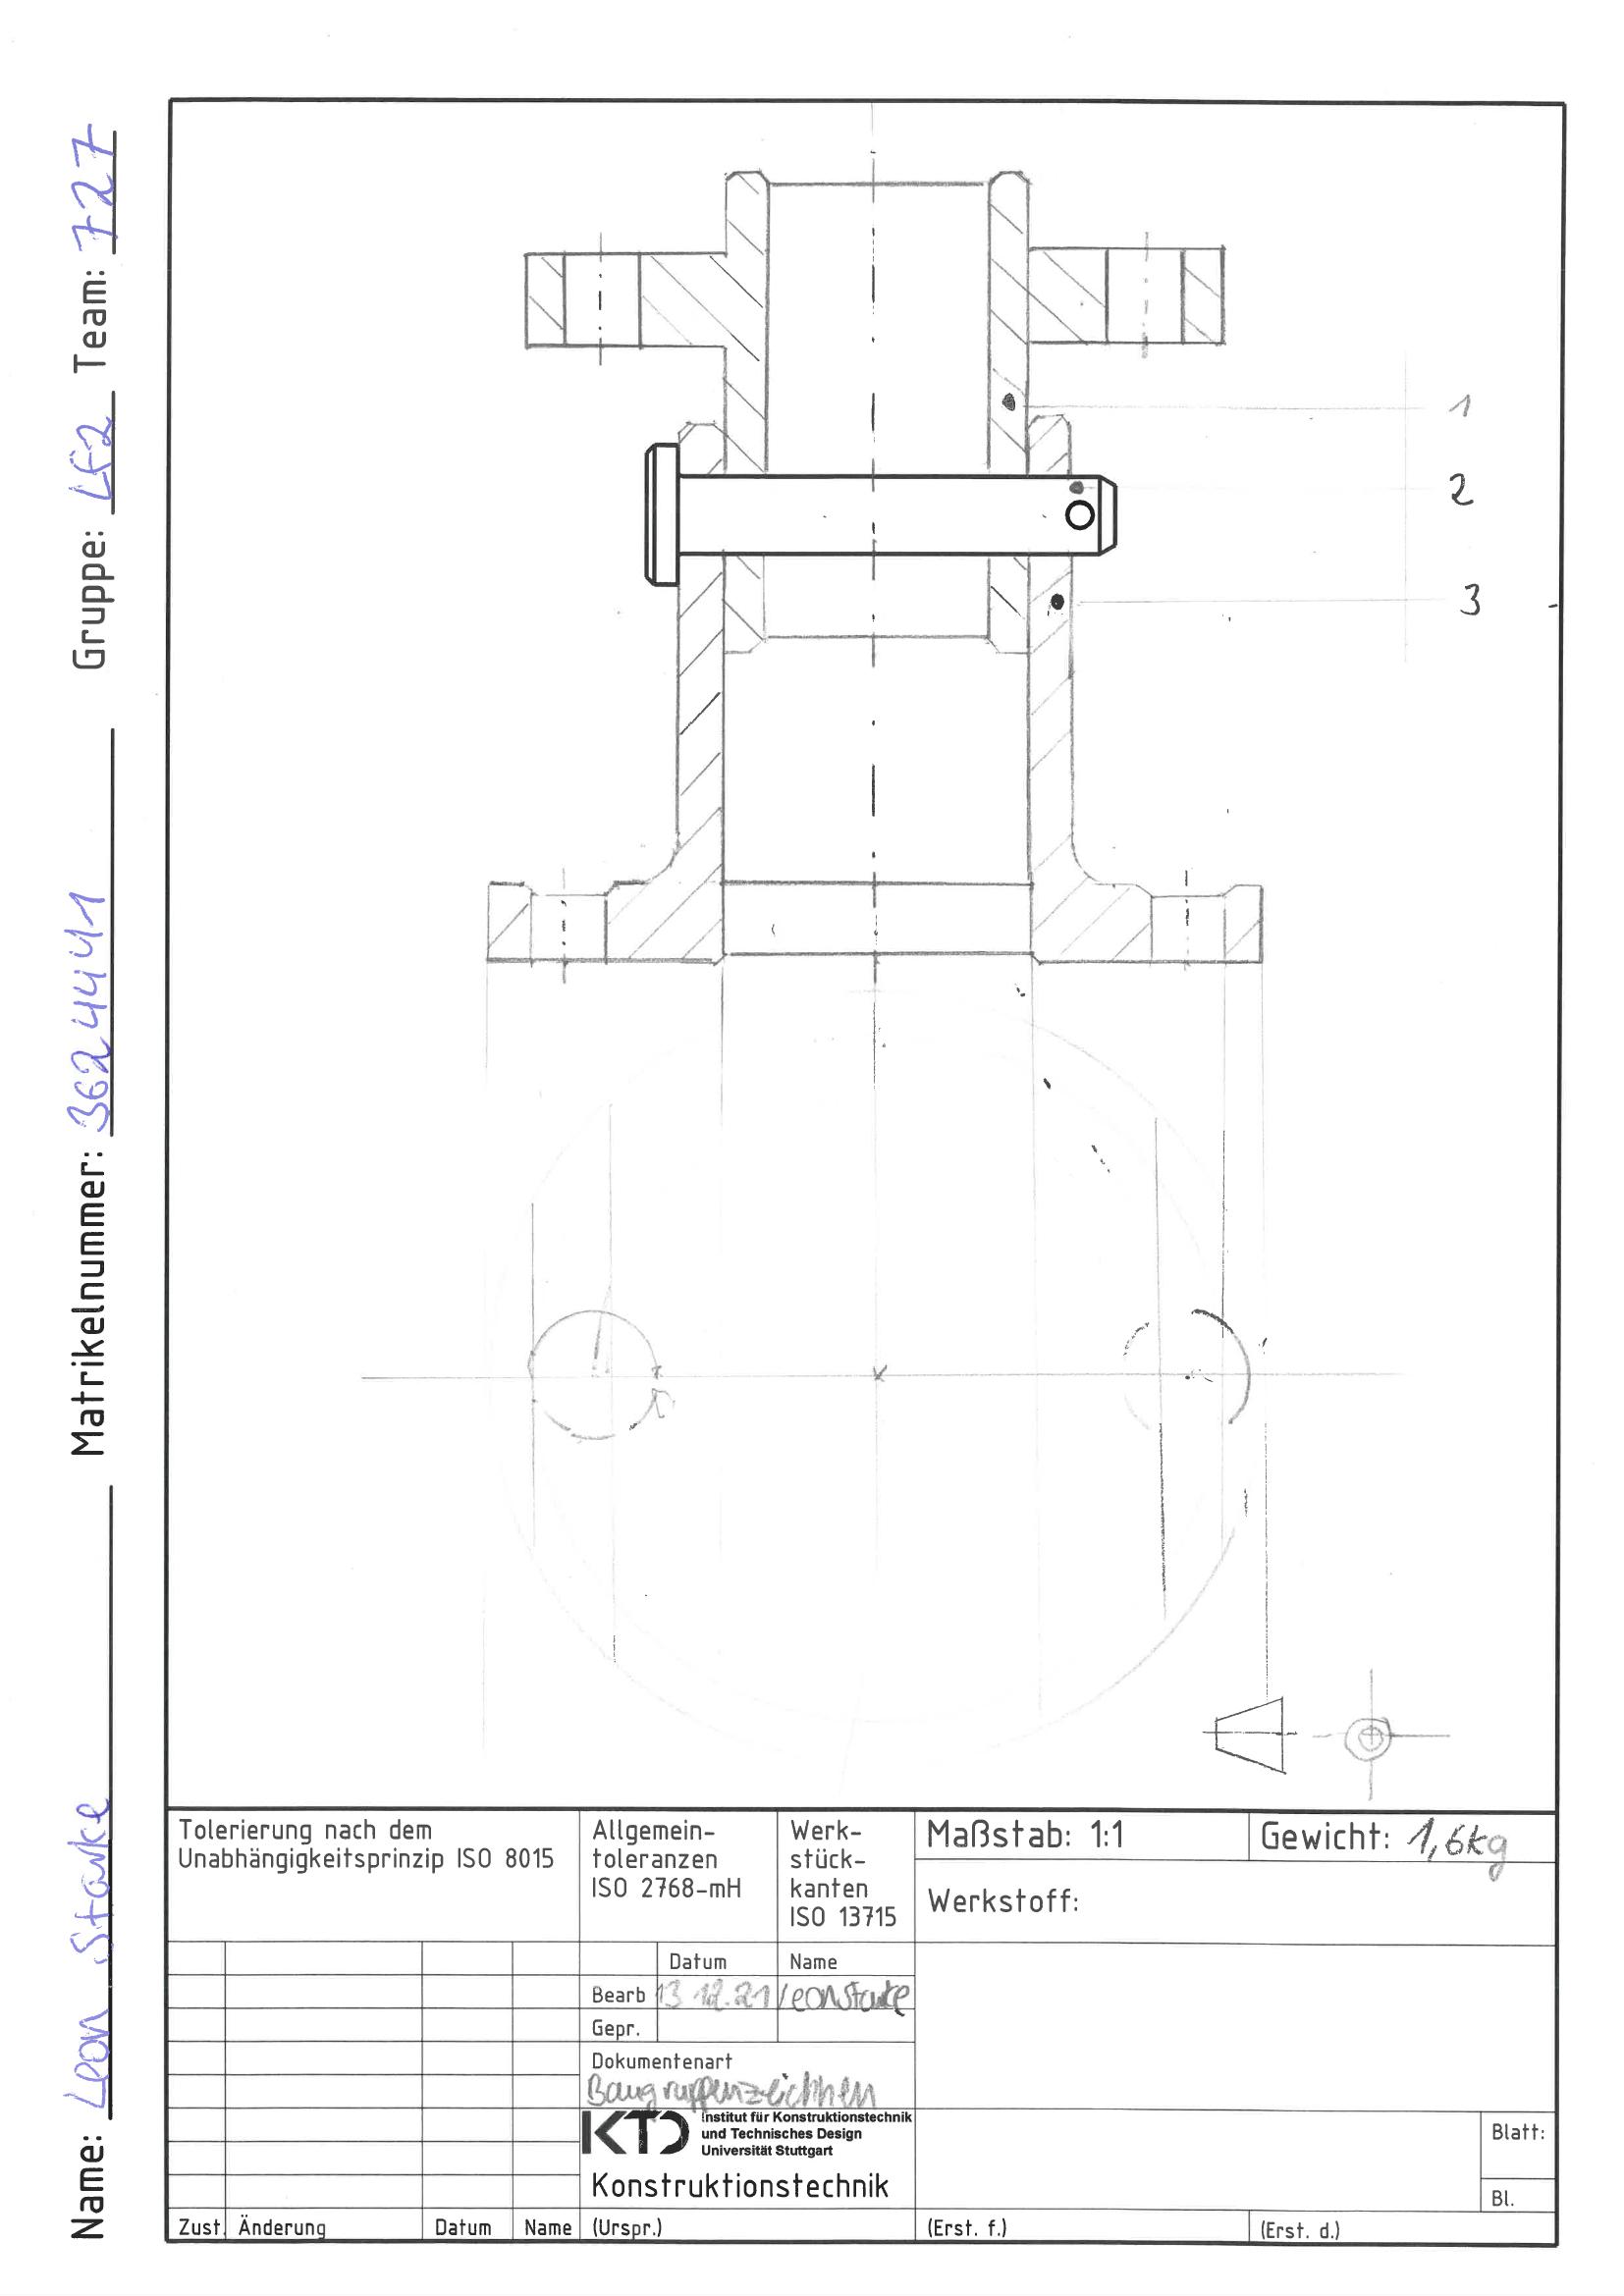 Name: Leon Starke Matrikelnummer: 3624441 Gruppe: LF2 Team: 727
1
2
3
Tolerierung nach dem
Unabhängigkeitsprinzip ISO 8015
Allgemein-
toleranzen
ISO 2768-mH
Werk-
stück-
kanten
ISO 13715
Maßstab: 1:1
Gewicht: 1,6kg
Werkstoff:
Datum Name
Bearb 13.12.21 Leon Starke
Gepr.
Dokumentenart
Baugruppenzeichnen
KTD
Institut für Konstruktionstechnik
und Technisches Design
Universität Stuttgart
Konstruktionstechnik
Blatt:
Bl.
Zust. Änderung Datum Name (Urspr.) (Erst. f.) (Erst. d.)